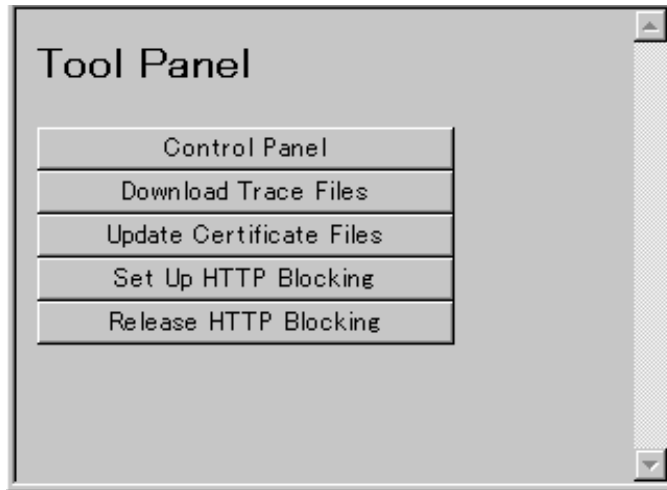 Tool Panel
Control Panel
Download Trace Files
Update Certificate Files
Set Up HTTP Blocking
Release HTTP Blocking